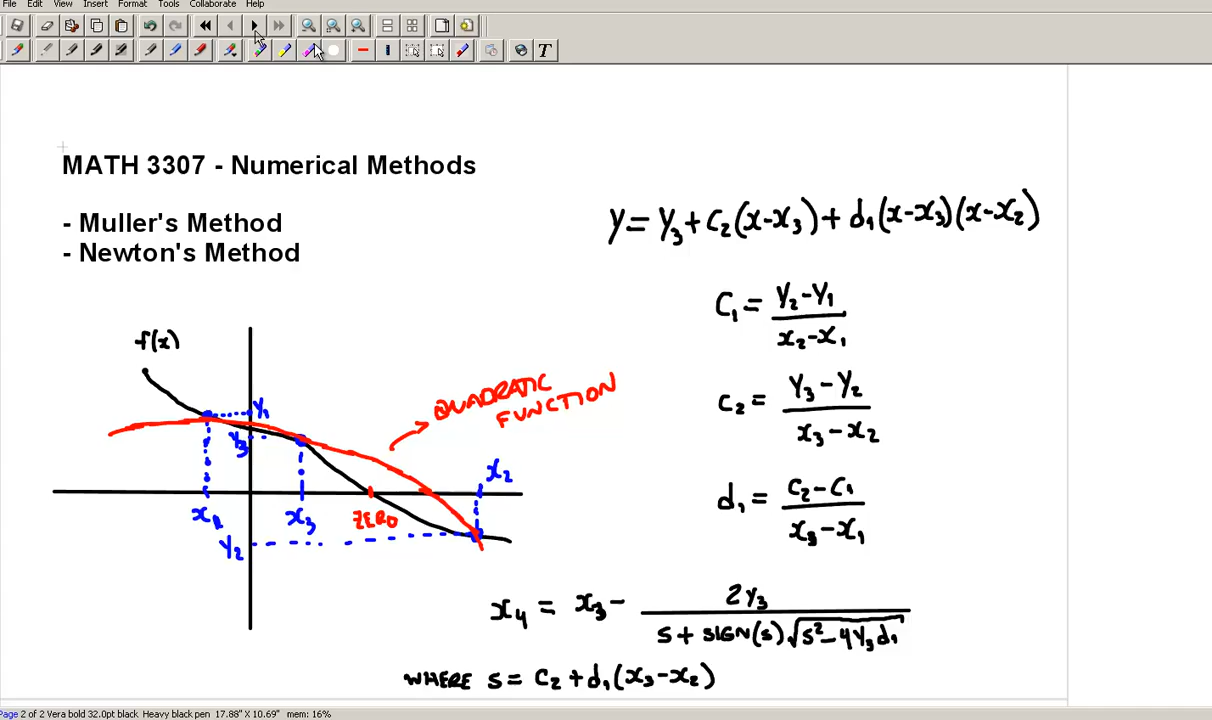 File Edit View Insert Format Tools Collaborate Help
T
MATH 3307 - Numerical Methods
- Muller's Method
- Newton's Method
y = y₃ + c₂(x-x₃) + d₁(x-x₃)(x-x₂)
C₁ = (y₂-y₁)/(x₂-x₁)
c₂ = (y₃-y₂)/(x₃-x₂)
d₁ = (c₂-c₁)/(x₃-x₁)
f(x)
QUADRATIC
FUNCTION
y₁
y₃
x₂
x₁
x₃
ZERO
y₂
x₄ = x₃ - 2y₃/(s + SIGN(s)√(s²-4y₃d₁))
WHERE s = c₂ + d₁(x₃-x₂)
Page 2 of 2 Vera bold 32.0pt black Heavy black pen 17.88" X 10.69" mem: 16%